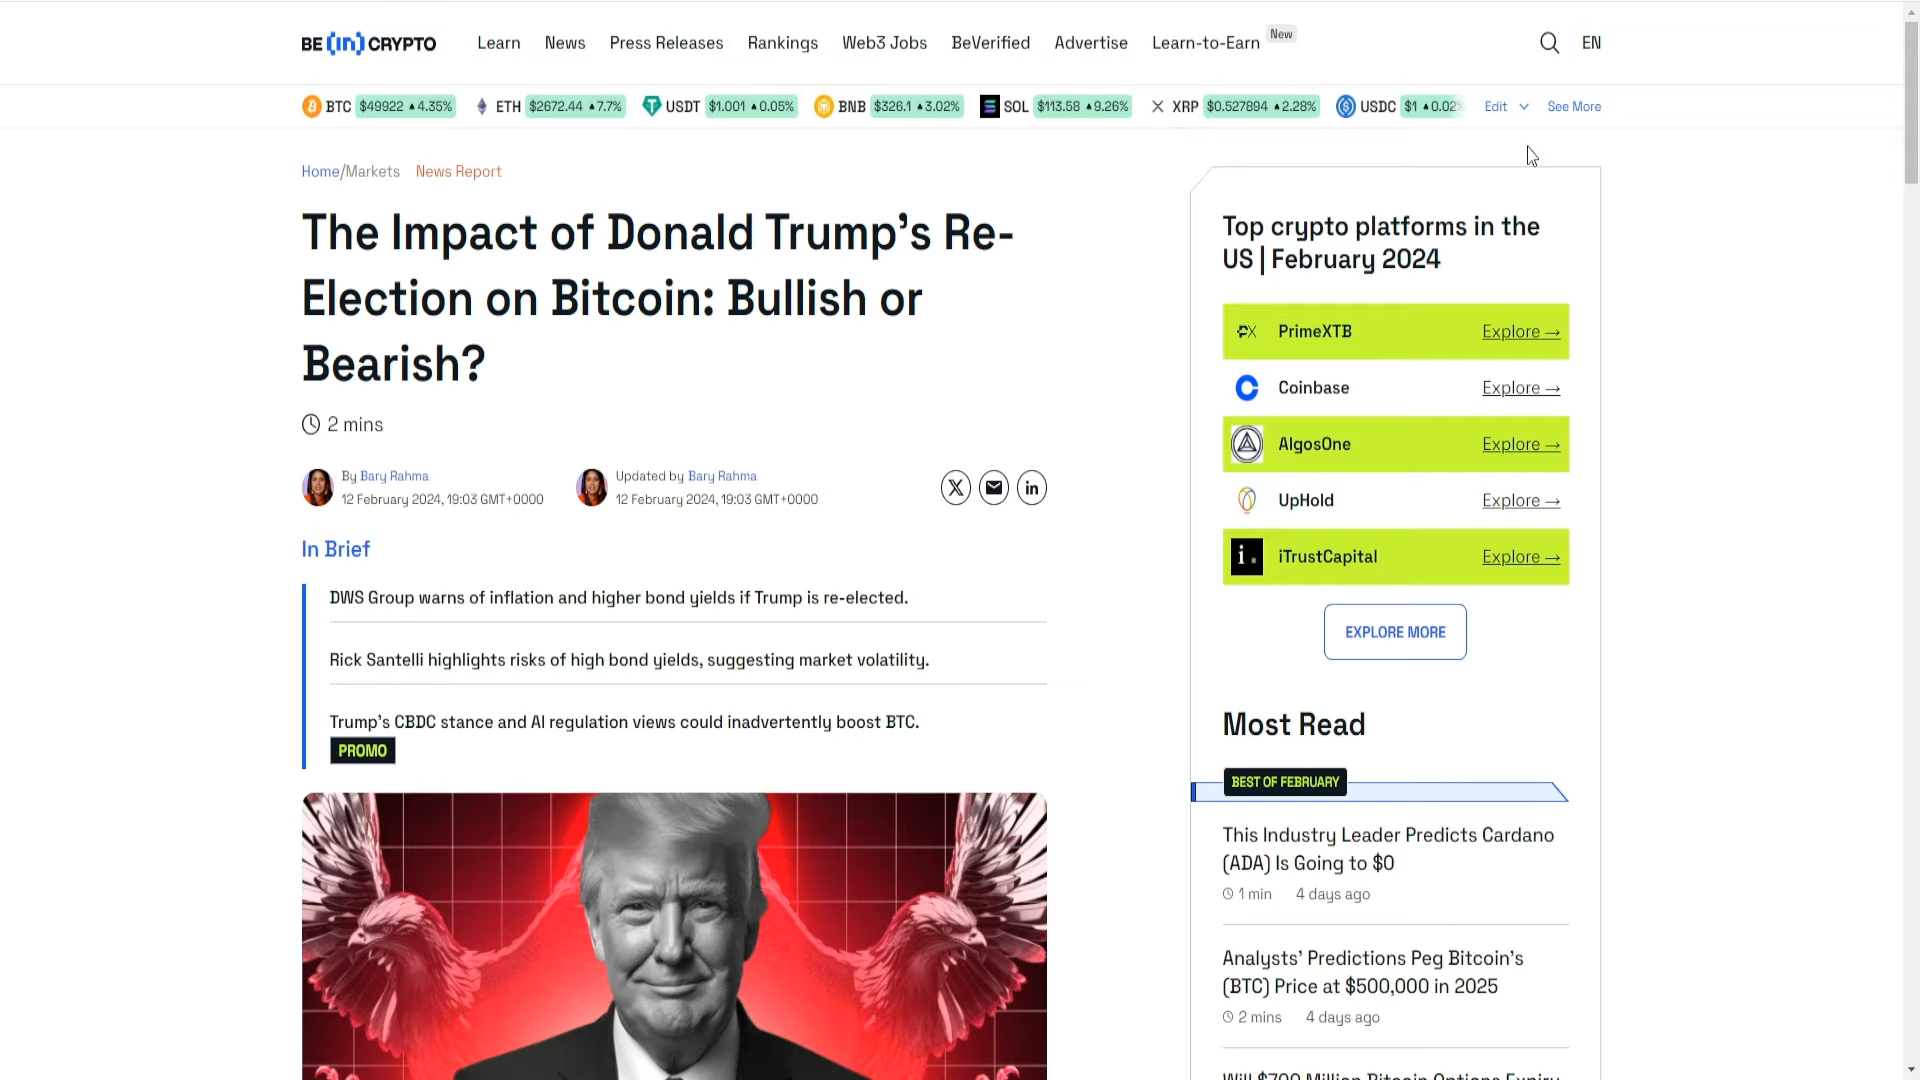 BE[in]CRYPTO Learn News Press Releases Rankings Web3 Jobs BeVerified Advertise Learn-to-Earn New EN
BTC $49922 ▲4.35% ETH $2672.44 ▲7.7% USDT $1.001 ▲0.05% BNB $326.1 ▲3.02% SOL $113.58 ▲9.26% XRP $0.527894 ▲2.28% USDC $1 ▲0.02% Edit See More
Home/Markets News Report
The Impact of Donald Trump's Re-
Election on Bitcoin: Bullish or
Bearish?
2 mins
By Bary Rahma
12 February 2024, 19:03 GMT+0000
Updated by Bary Rahma
12 February 2024, 19:03 GMT+0000
In Brief
DWS Group warns of inflation and higher bond yields if Trump is re-elected.
Rick Santelli highlights risks of high bond yields, suggesting market volatility.
Trump's CBDC stance and AI regulation views could inadvertently boost BTC.
PROMO
Top crypto platforms in the
US | February 2024
PrimeXTB Explore →
Coinbase Explore →
AlgosOne Explore →
UpHold Explore →
iTrustCapital Explore →
EXPLORE MORE
Most Read
BEST OF FEBRUARY
This Industry Leader Predicts Cardano
(ADA) Is Going to $0
1 min 4 days ago
Analysts' Predictions Peg Bitcoin's
(BTC) Price at $500,000 in 2025
2 mins 4 days ago
Will $700 Million Bitcoin Options Expiry